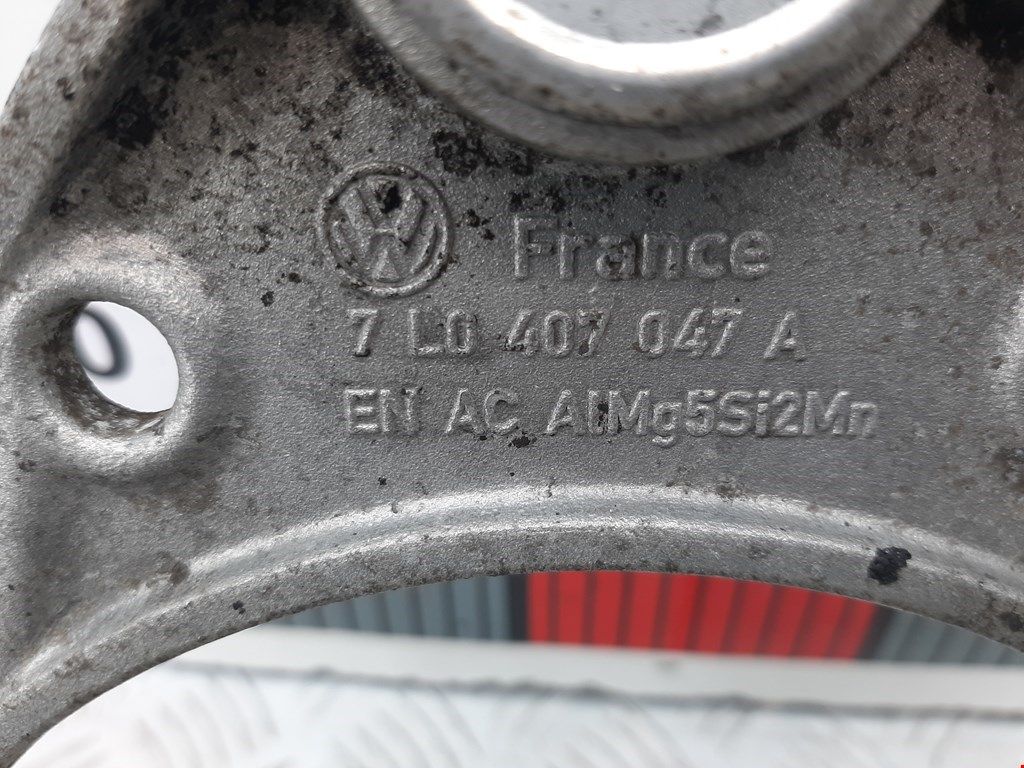 France
7 L0 407 047 A
EN AC AlMg5Si2Mn